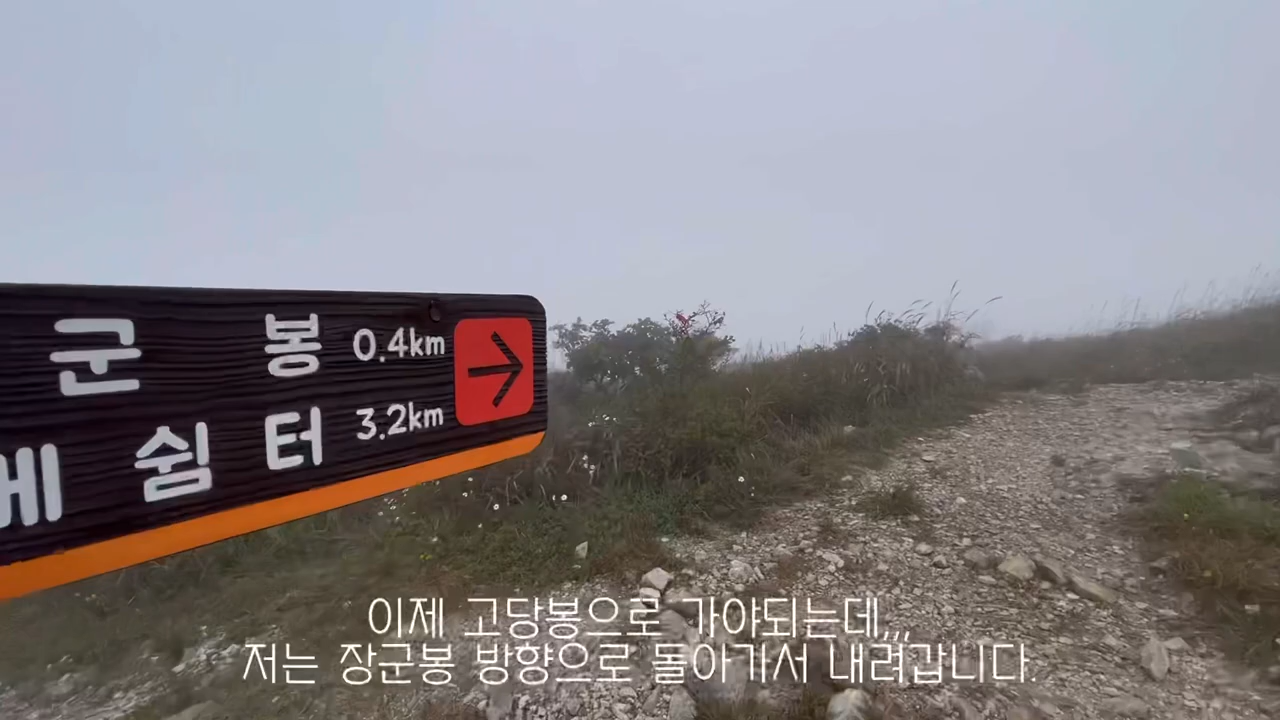 군 봉 0.4km
쉼 터 3.2km
이제 고당봉으로 가야되는데,,,
저는 장군봉 방향으로 돌아기서 내려갑니다.